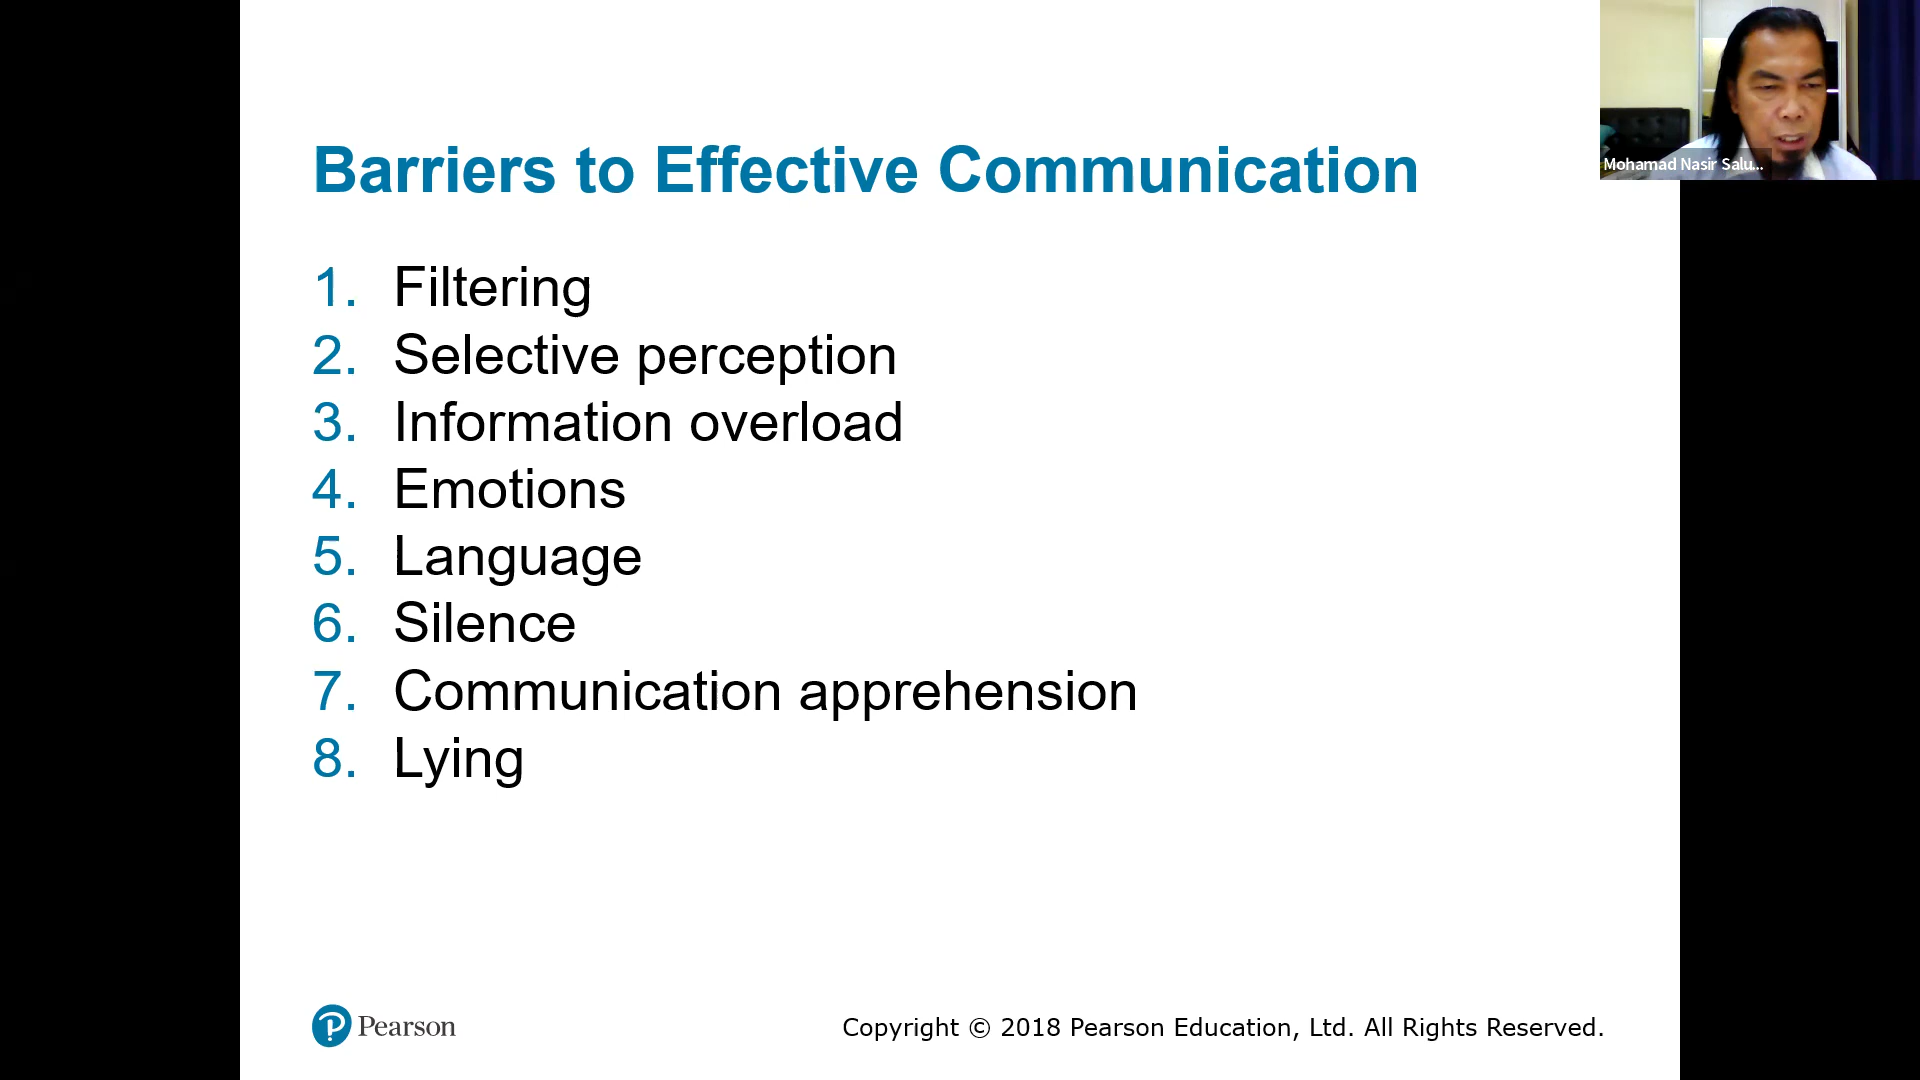 Barriers to Effective Communication
Mohamad Nasir Salu...
1. Filtering
2. Selective perception
3. Information overload
4. Emotions
5. Language
6. Silence
7. Communication apprehension
8. Lying
Pearson
Copyright © 2018 Pearson Education, Ltd. All Rights Reserved.